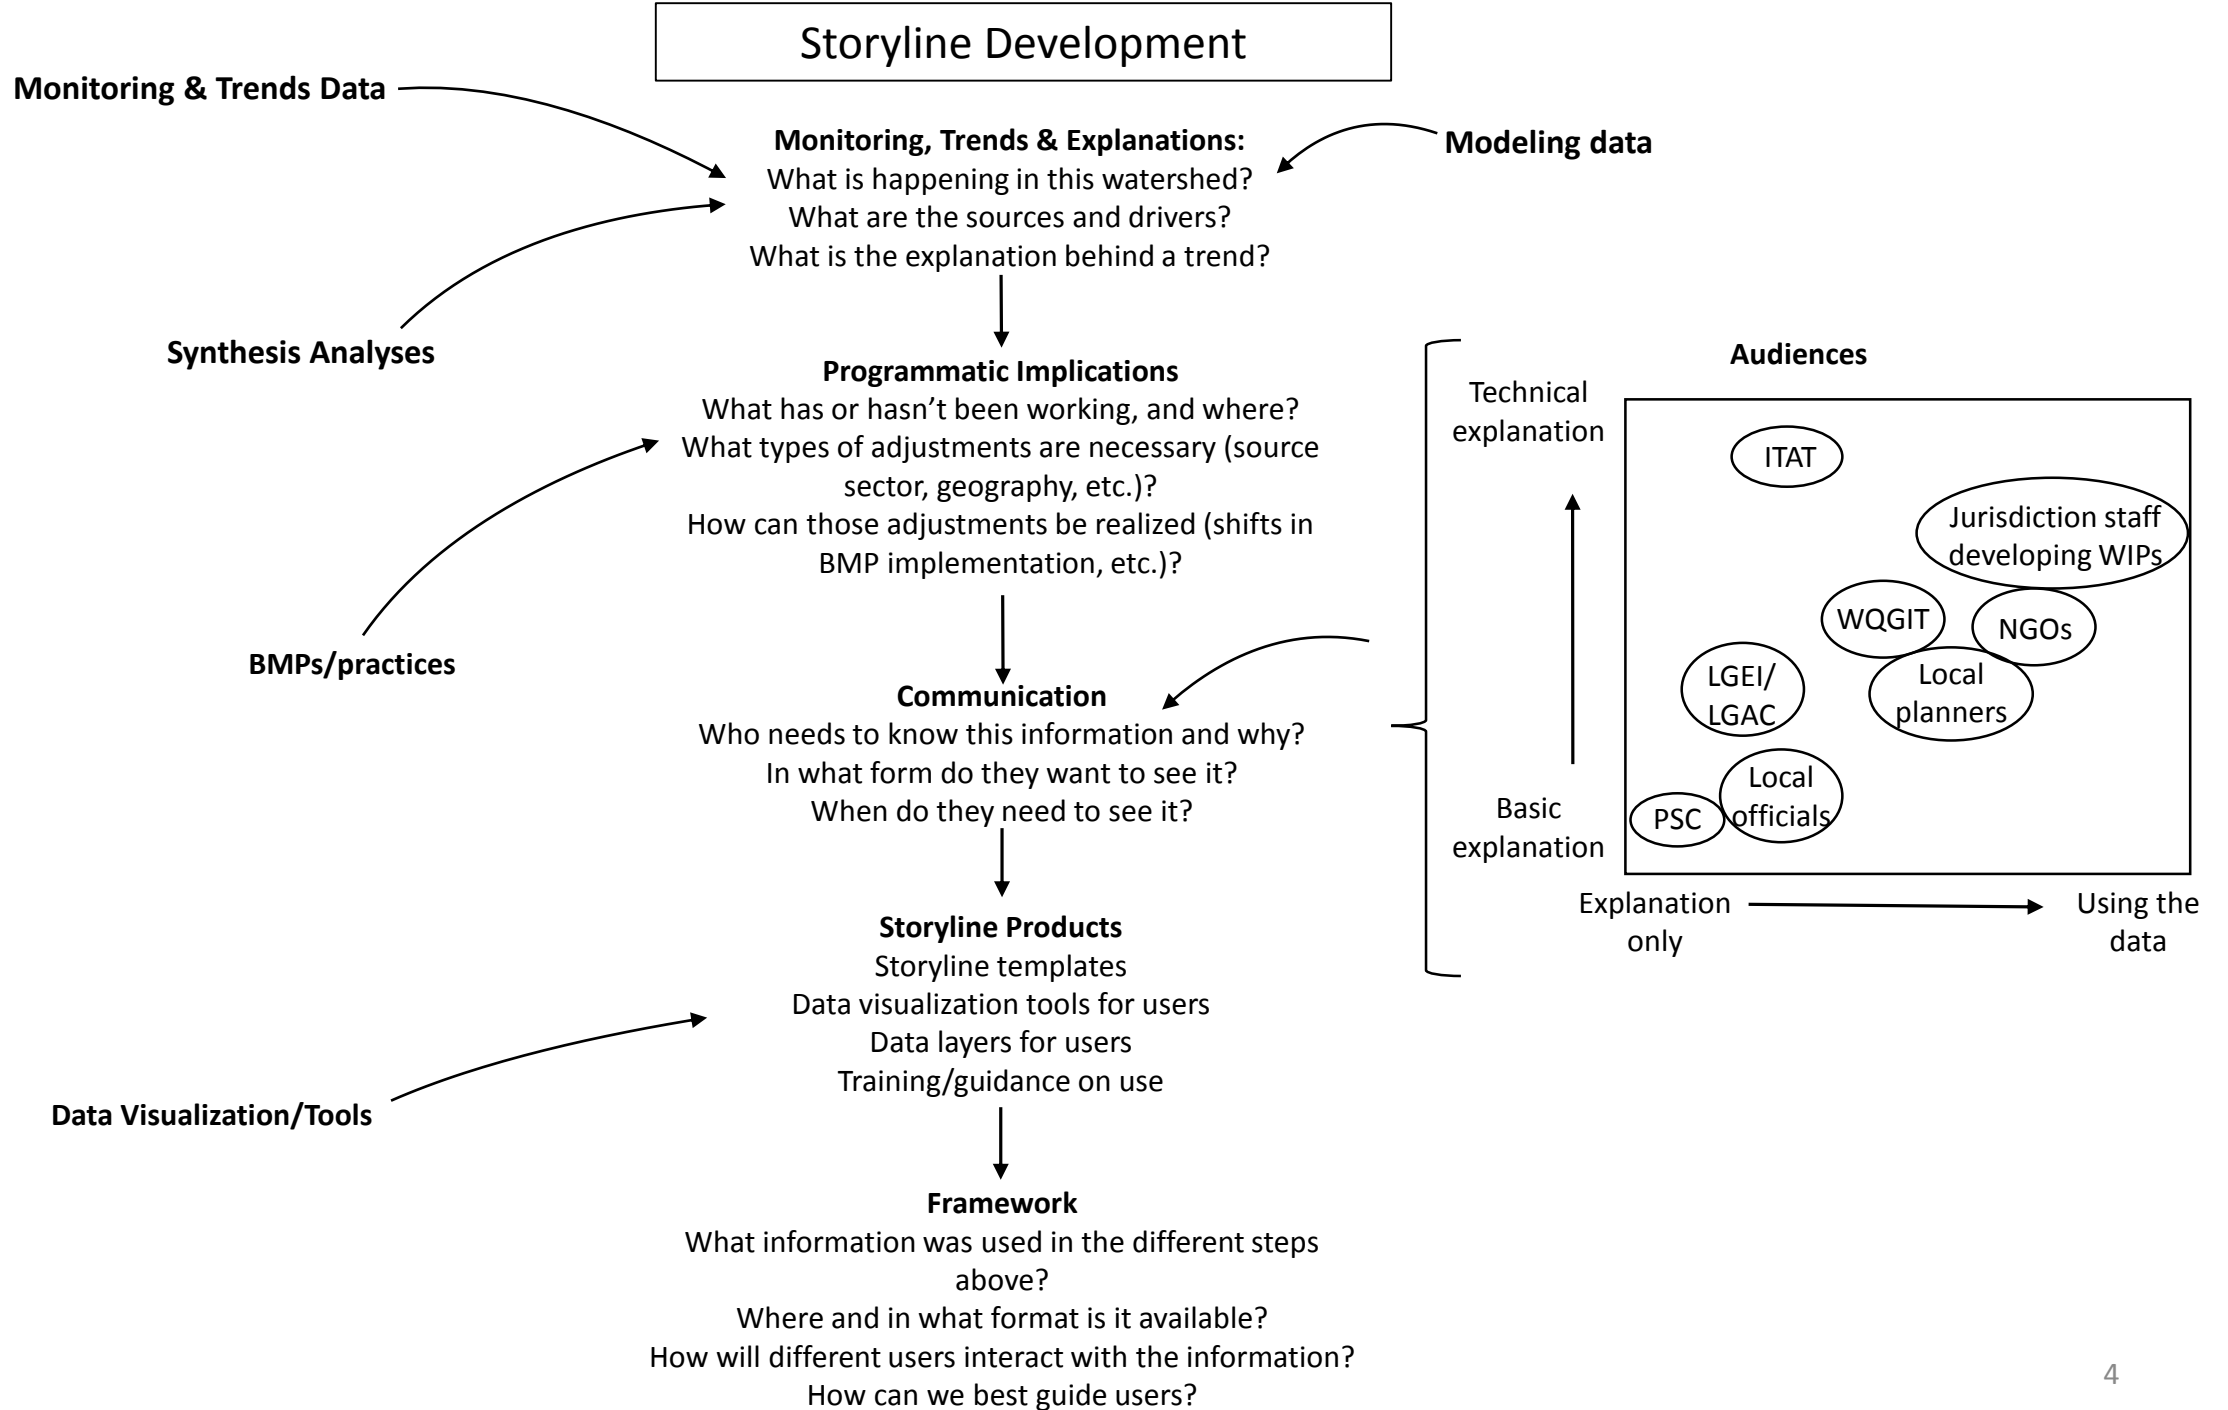 Storyline Development
Monitoring & Trends Data
Monitoring, Trends & Explanations:
What is happening in this watershed?
What are the sources and drivers?
What is the explanation behind a trend?
Modeling data
Synthesis Analyses
Programmatic Implications
What has or hasn’t been working, and where?
What types of adjustments are necessary (source
sector, geography, etc.)?
How can those adjustments be realized (shifts in
BMP implementation, etc.)?
BMPs/practices
Communication
Who needs to know this information and why?
In what form do they want to see it?
When do they need to see it?
Audiences
Technical
explanation
Basic
explanation
ITAT
Jurisdiction staff
developing WIPs
WQGIT
NGOs
LGEI/
LGAC
Local
planners
Local
officials
PSC
Explanation
only
Using the
data
Storyline Products
Storyline templates
Data visualization tools for users
Data layers for users
Training/guidance on use
Data Visualization/Tools
Framework
What information was used in the different steps
above?
Where and in what format is it available?
How will different users interact with the information?
How can we best guide users?
4